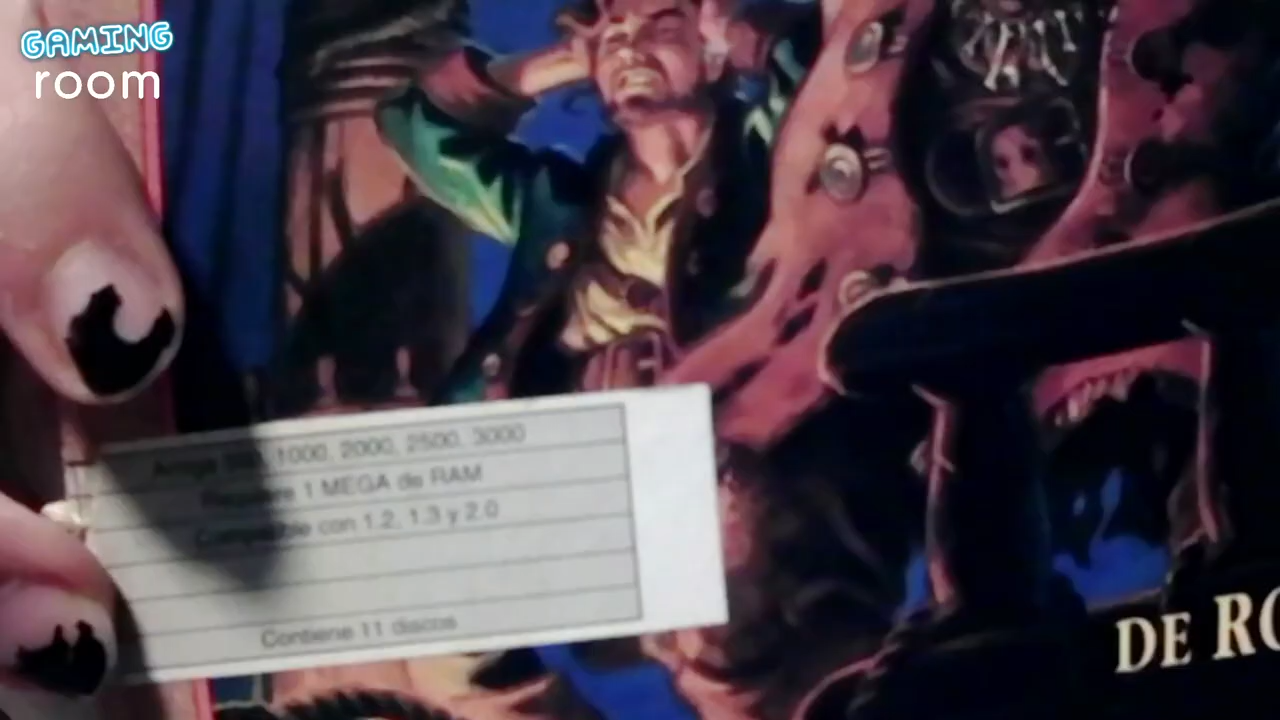 GAMING
room
Amiga 500, 1000, 2000, 2500, 3000
Requiere 1 MEGA de RAM
Compatible con 1.2, 1.3 y 2.0
Contiene 11 discos
DE RO